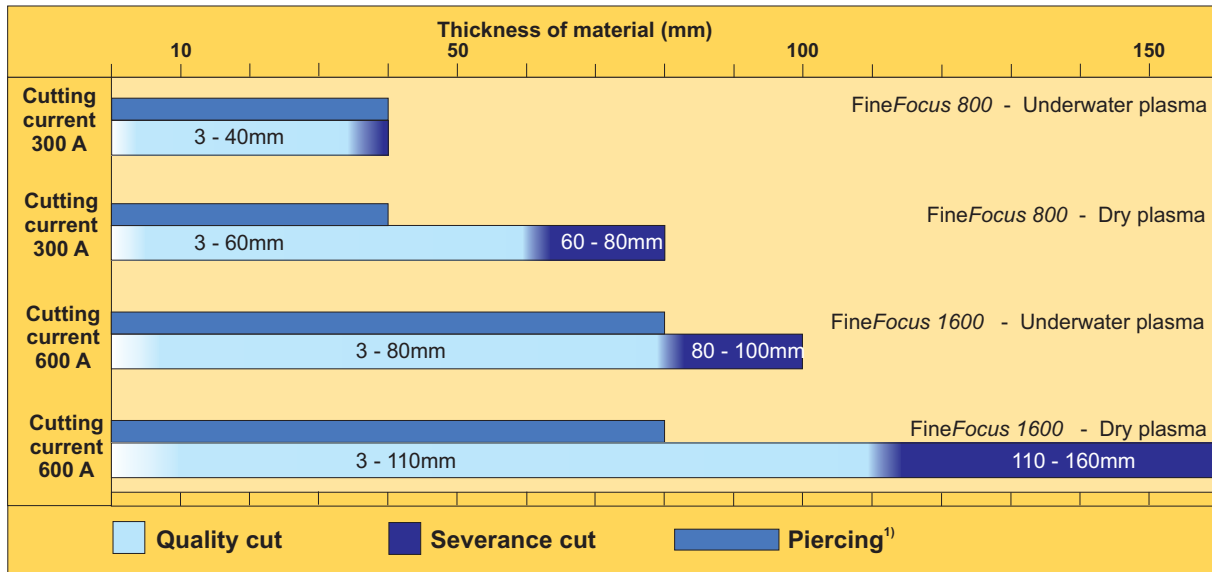 Thickness of material (mm)
10 50 100 150
Cutting
current
300 A
FineFocus 800 - Underwater plasma
3 - 40mm
Cutting
current
300 A
FineFocus 800 - Dry plasma
3 - 60mm 60 - 80mm
Cutting
current
600 A
FineFocus 1600 - Underwater plasma
3 - 80mm 80 - 100mm
Cutting
current
600 A
FineFocus 1600 - Dry plasma
3 - 110mm 110 - 160mm
Quality cut Severance cut Piercing¹⁾